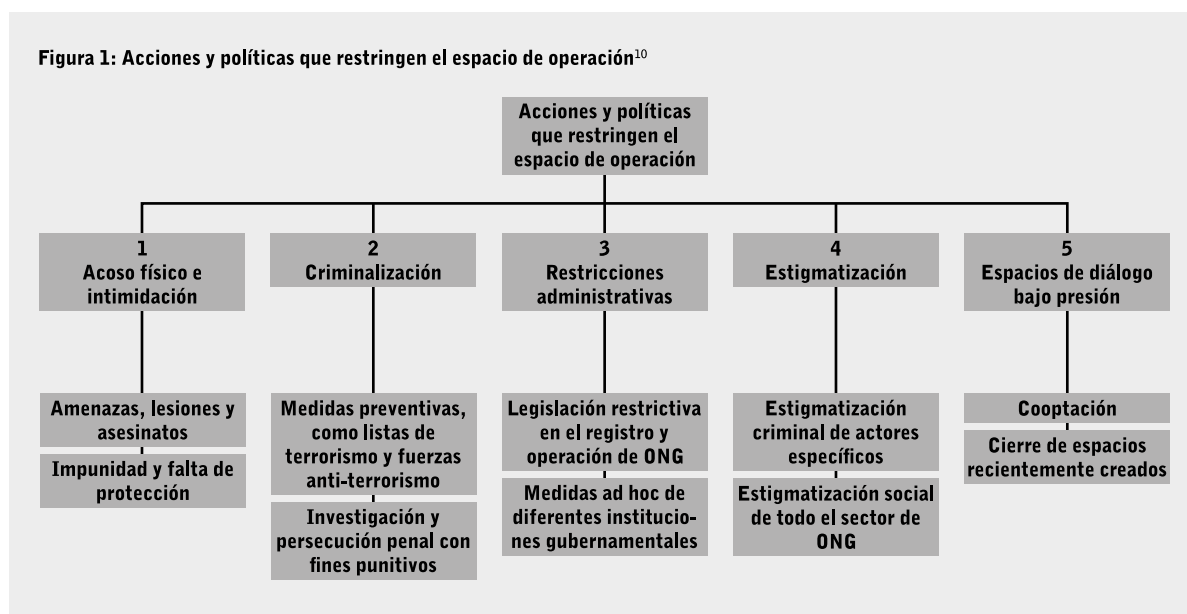 Figura 1: Acciones y políticas que restringen el espacio de operación10
Acciones y políticas
que restringen el
espacio de operación
1
Acoso físico e
intimidación
2
Criminalización
3
Restricciones
administrativas
4
Estigmatización
5
Espacios de diálogo
bajo presión
Amenazas, lesiones y
asesinatos
Impunidad y falta de
protección
Medidas preventivas,
como listas de
terrorismo y fuerzas
anti-terrorismo
Investigación y
persecución penal con
fines punitivos
Legislación restrictiva
en el registro y
operación de ONG
Medidas ad hoc de
diferentes institucio-
nes gubernamentales
Estigmatización
criminal de actores
específicos
Estigmatización social
de todo el sector de
ONG
Cooptación
Cierre de espacios
recientemente creados